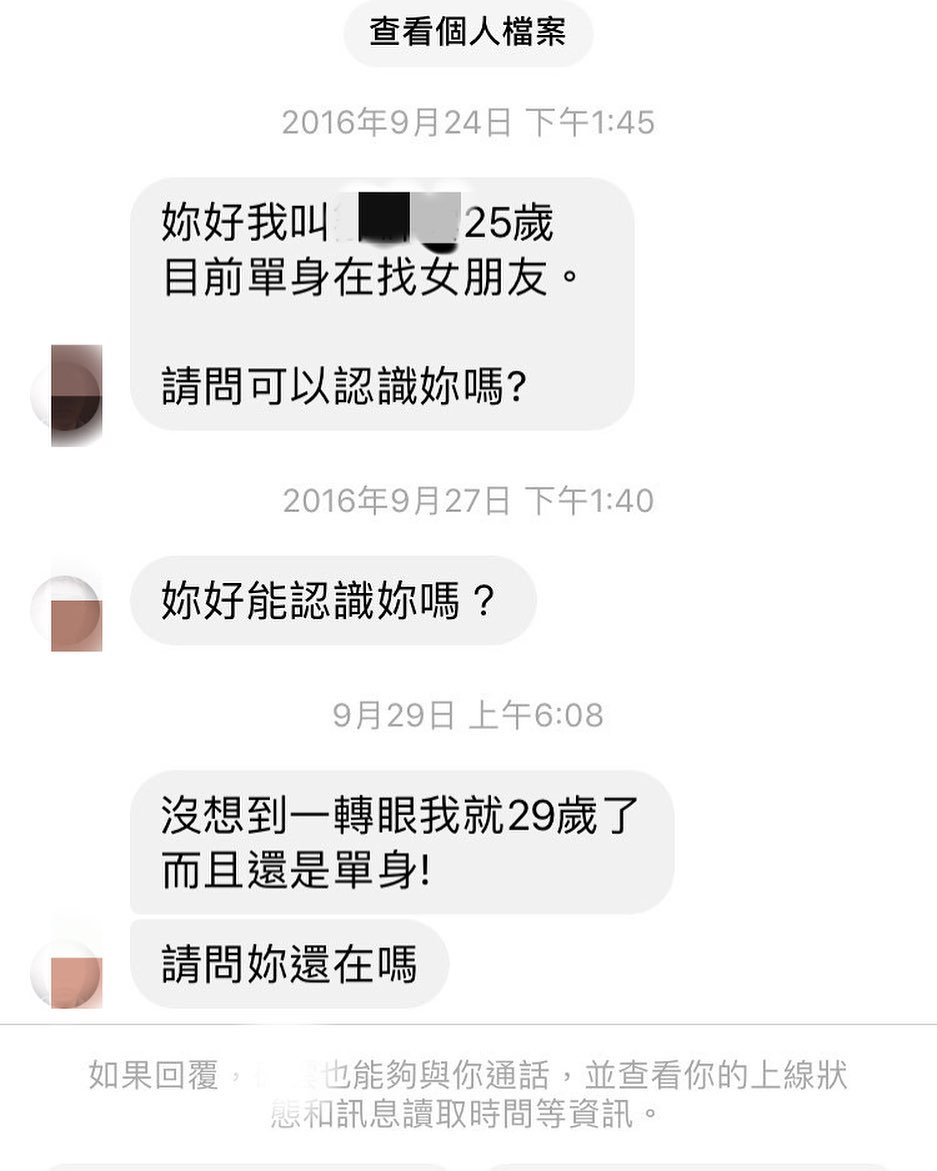 查看個人檔案
2016年9月24日 下午1:45
妳好我叫 25歲
目前單身在找女朋友。
請問可以認識妳嗎?
2016年9月27日 下午1:40
妳好能認識妳嗎？
9月29日 上午6:08
沒想到一轉眼我就29歲了
而且還是單身!
請問妳還在嗎
如果回覆， 也能夠與你通話，並查看你的上線狀
態和訊息讀取時間等資訊。